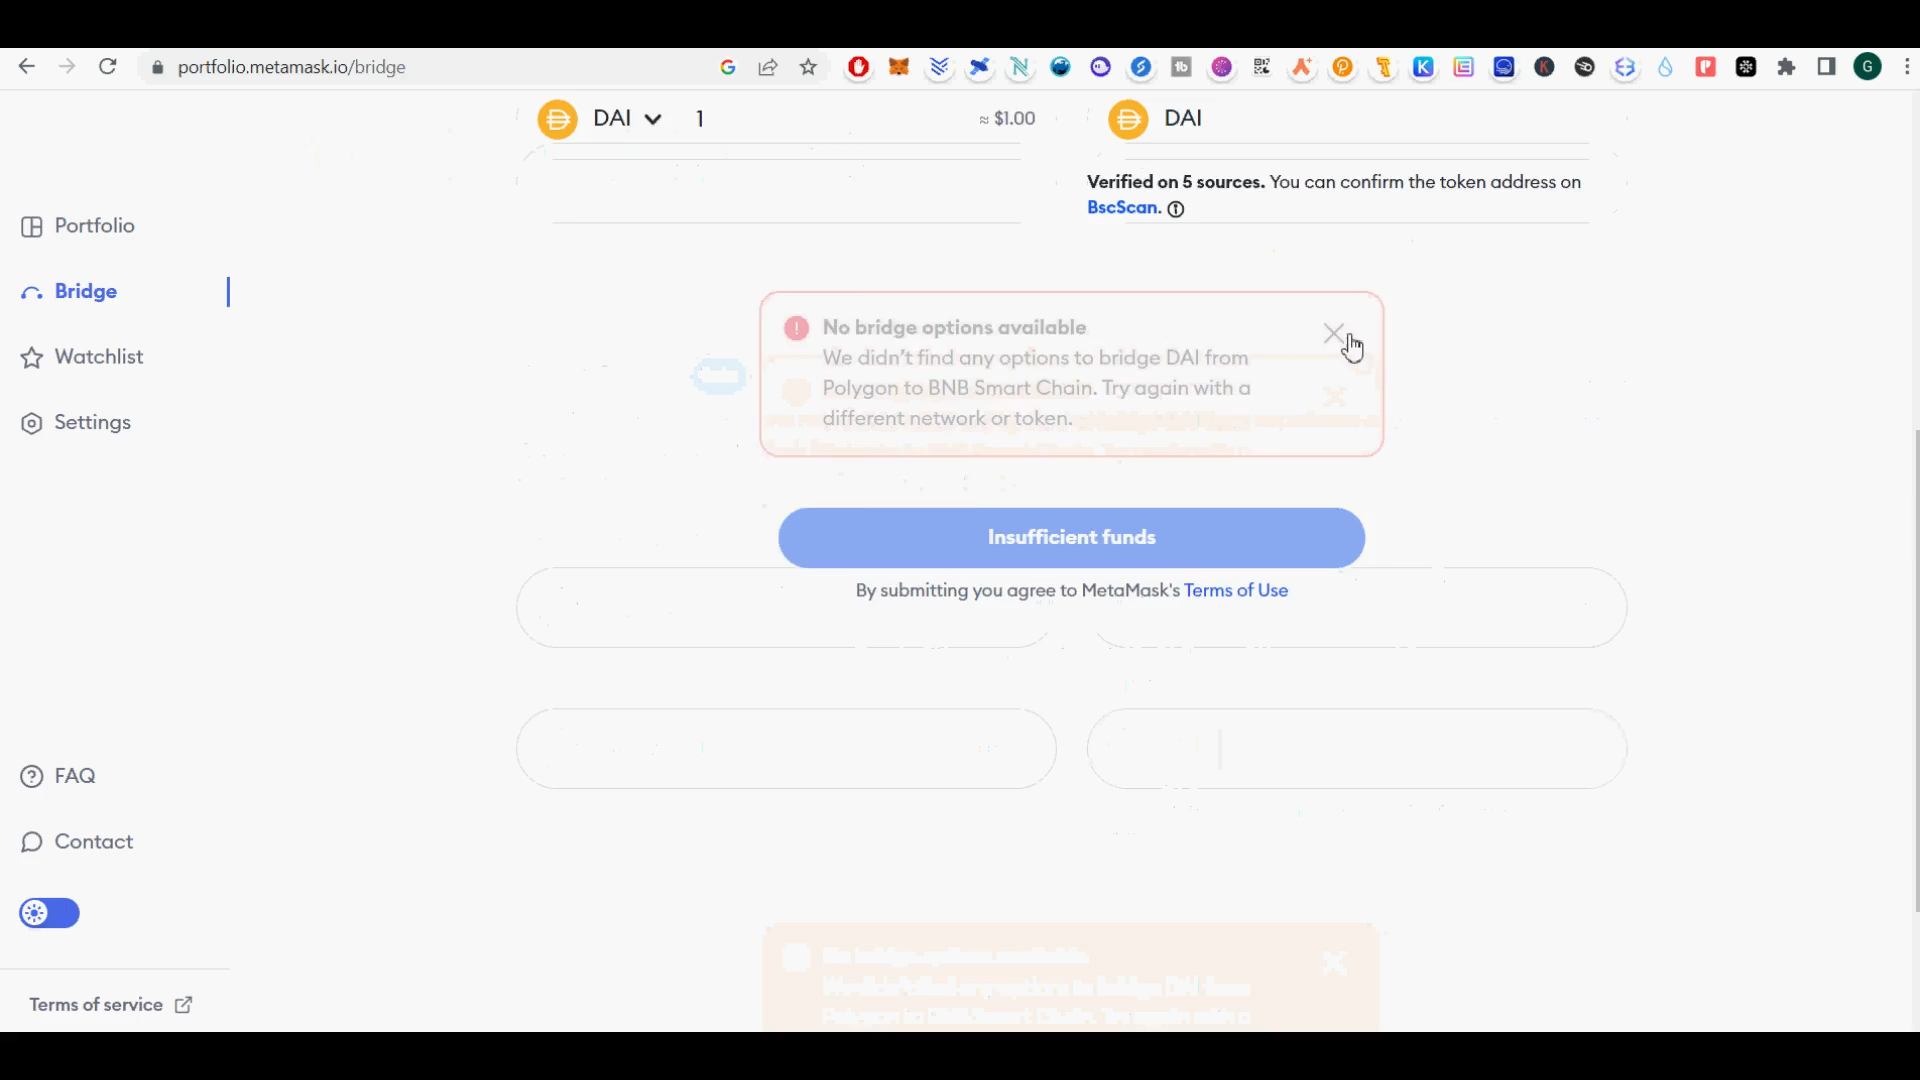 portfolio.metamask.io/bridge
G
DAI 1 ≈ $1.00
DAI
Verified on 5 sources. You can confirm the token address on
BscScan.
Portfolio
Bridge
Watchlist
Settings
No bridge options available
We didn't find any options to bridge DAI from
Polygon to BNB Smart Chain. Try again with a
different network or token.
Insufficient funds
By submitting you agree to MetaMask's Terms of Use
FAQ
Contact
Terms of service